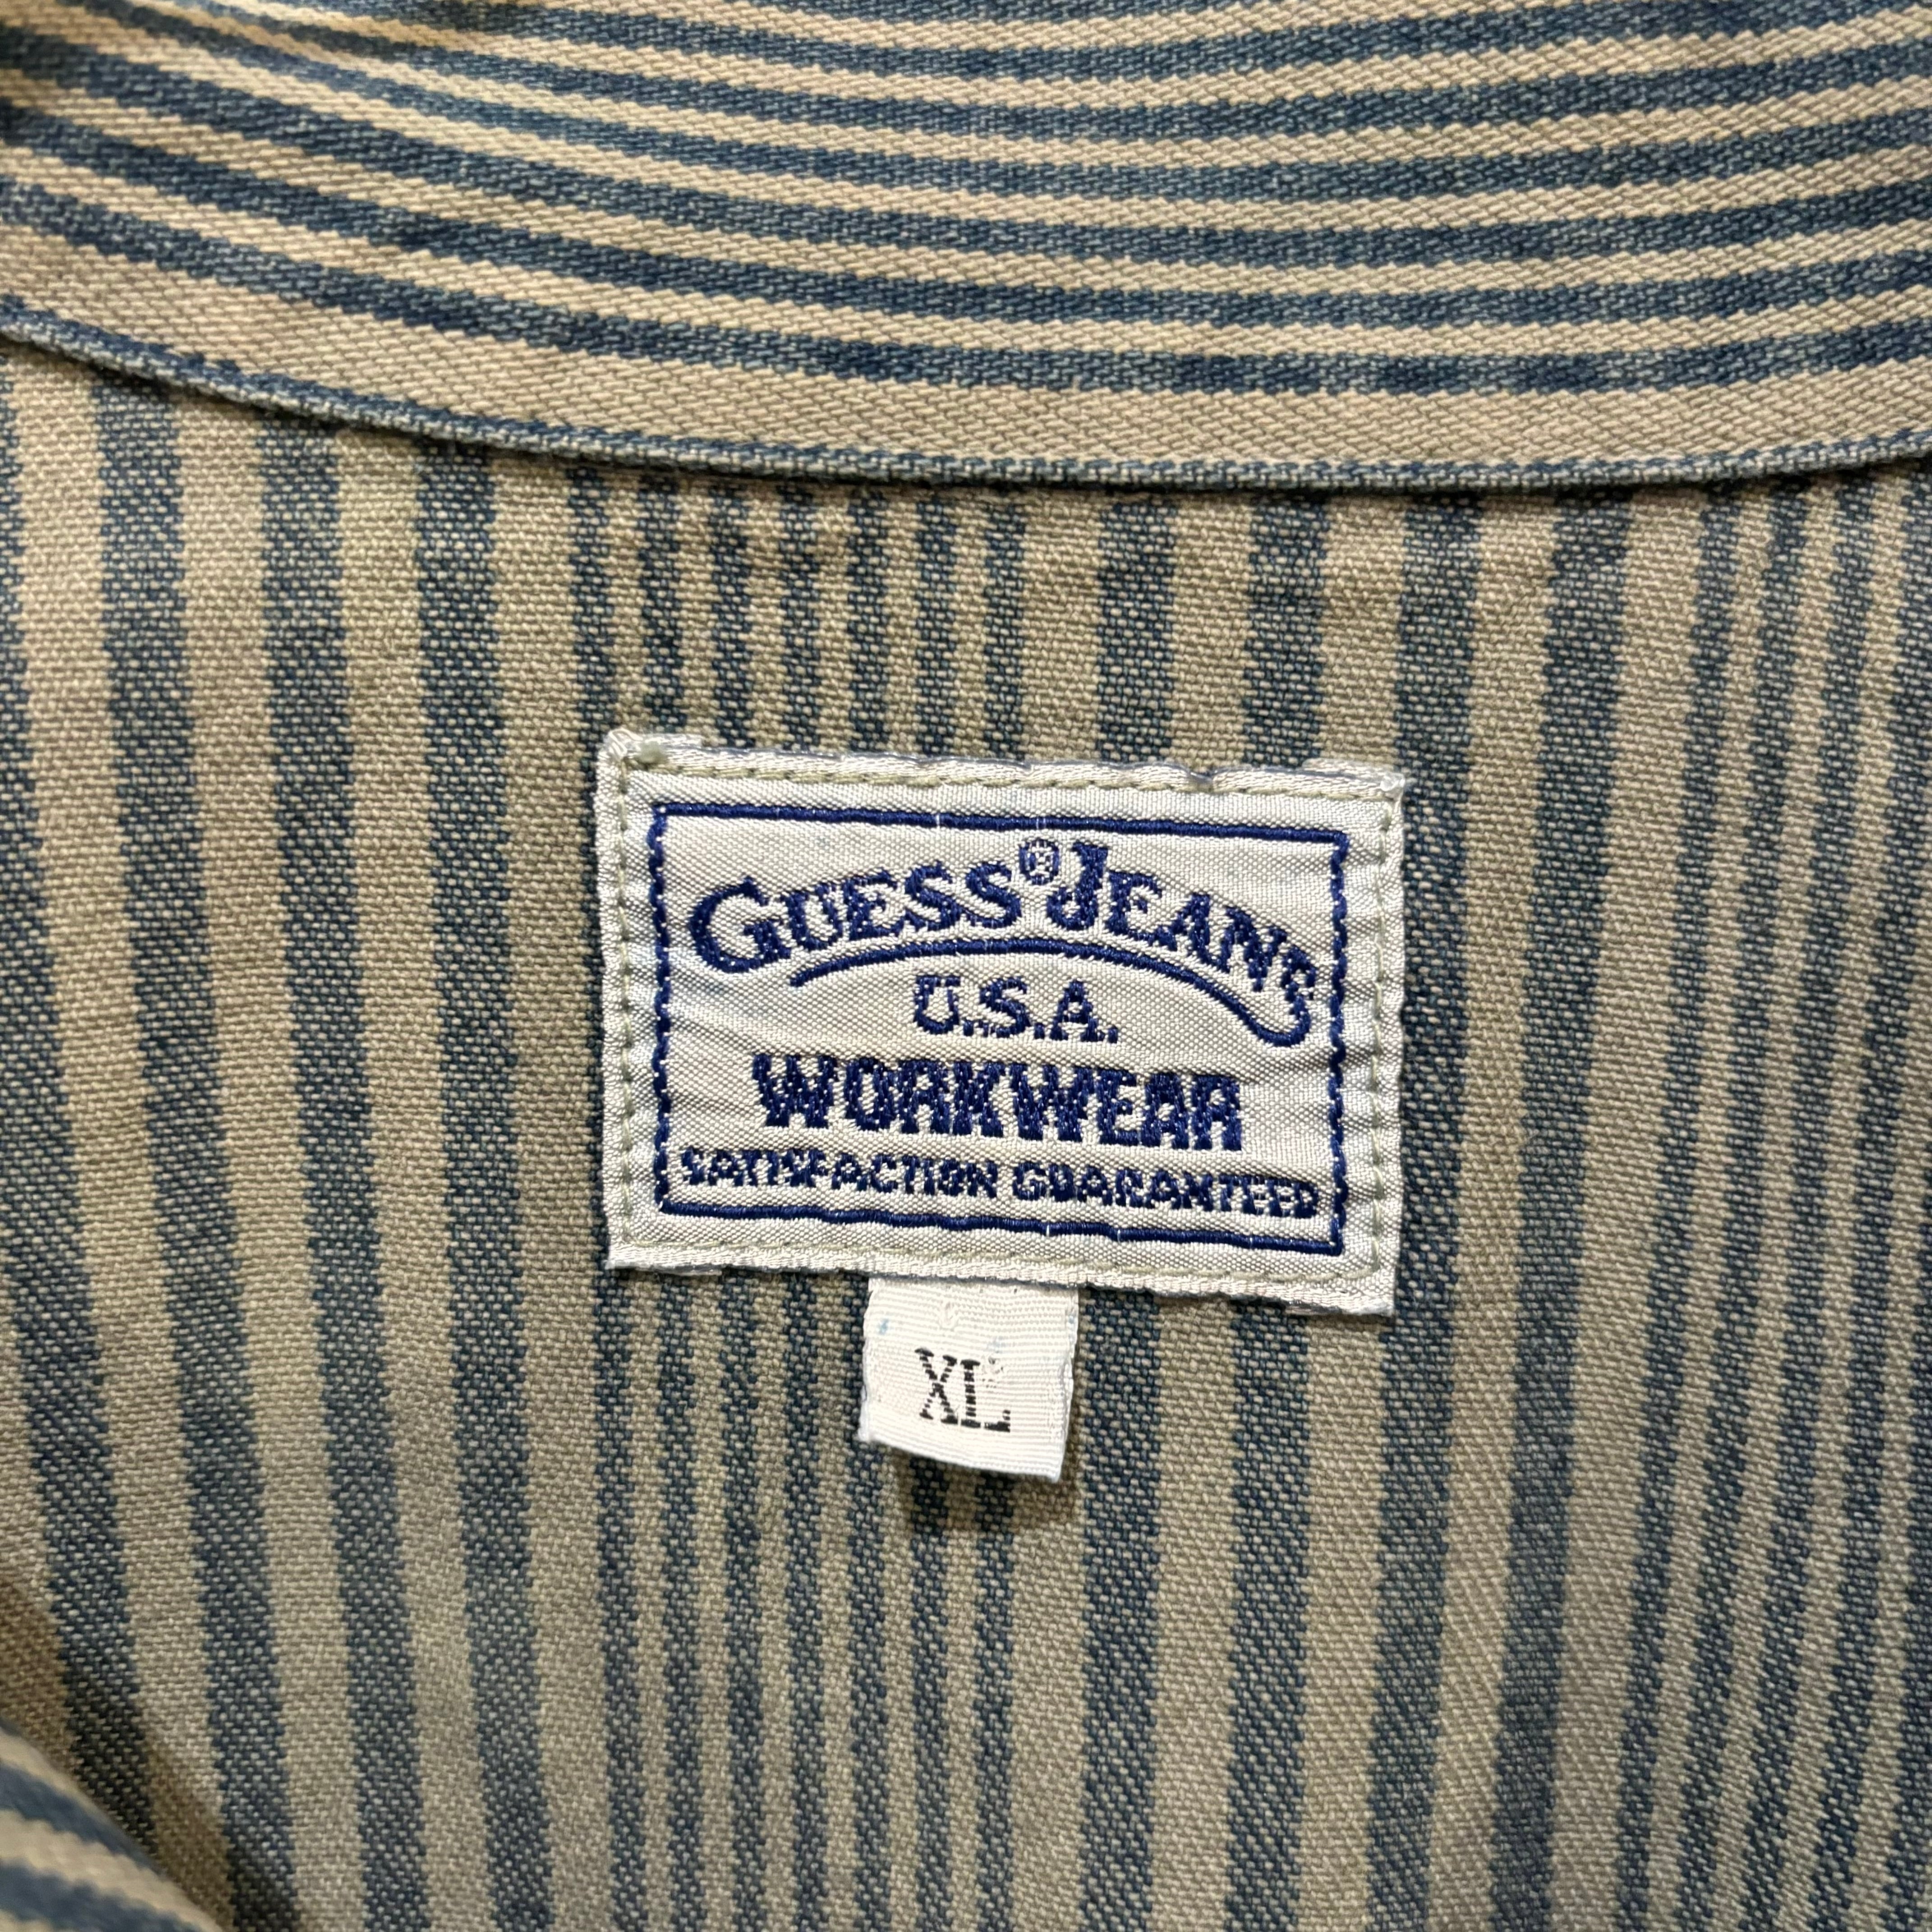 GUESS® JEANS
U.S.A.
WORKWEAR
SATISFACTION GUARANTEED
XL